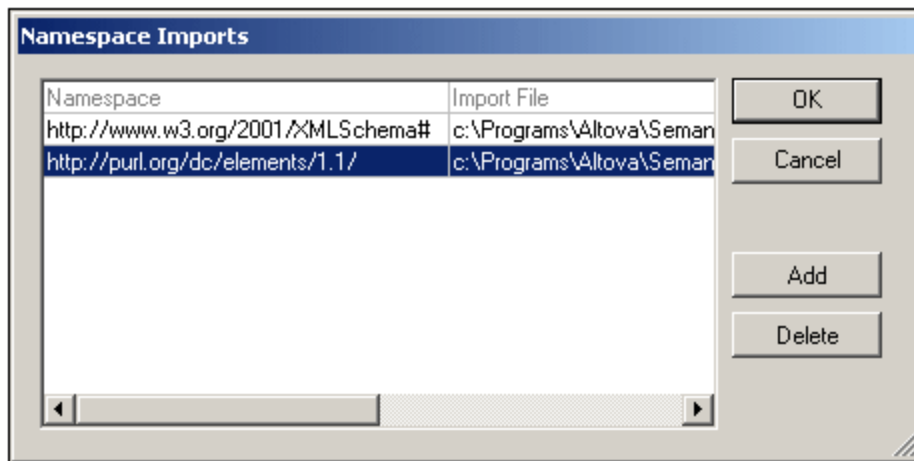 Namespace Imports
Namespace Import File OK
http://www.w3.org/2001/XMLSchema# c:\Programs\Altova\Seman
http://purl.org/dc/elements/1.1/ c:\Programs\Altova\Seman
Cancel
Add
Delete